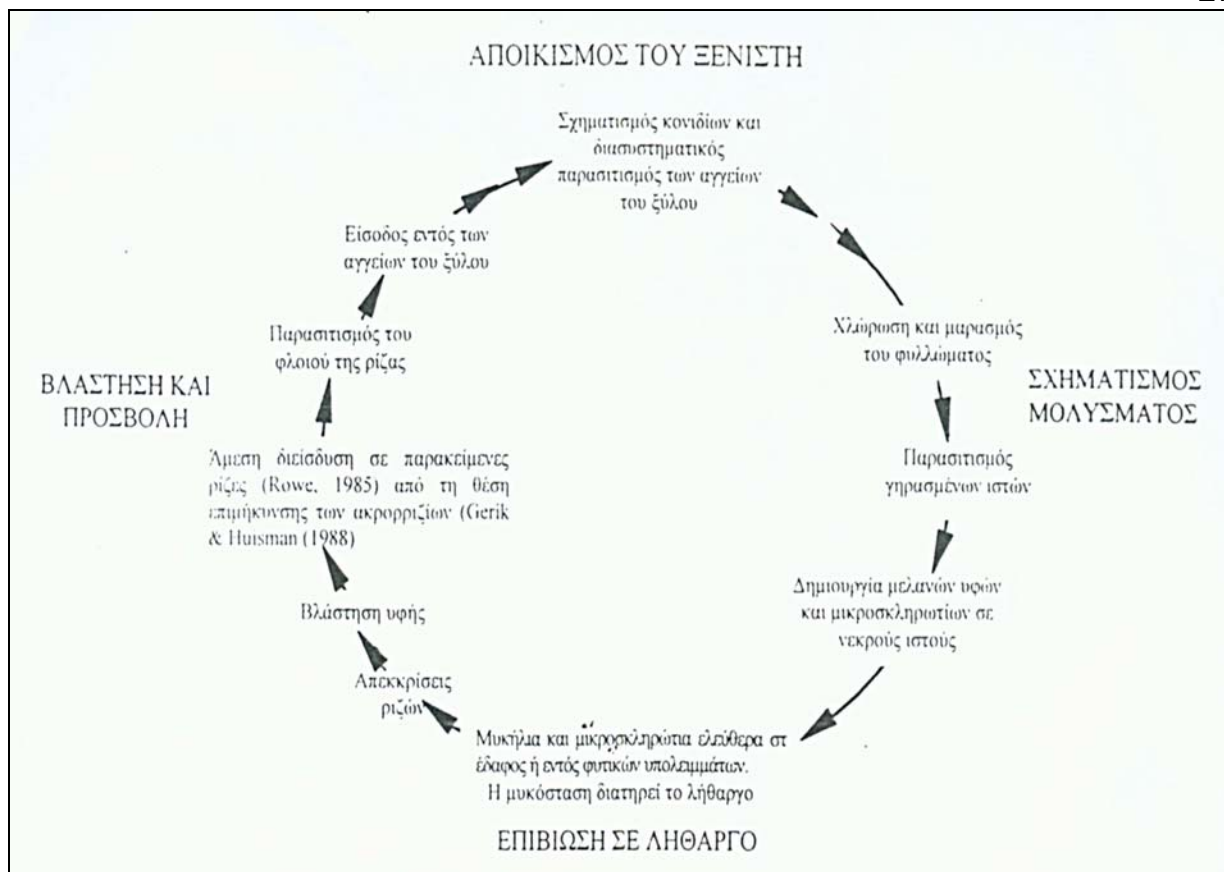 ΑΠΟΙΚΙΣΜΟΣ ΤΟΥ ΞΕΝΙΣΤΗ
Σχηματισμός κονιδίων και
διασυστηματικός
παρασιτισμός των αγγείων
του ξύλου
Χλώρωση και μαρασμός
του φυλλώματος
ΣΧΗΜΑΤΙΣΜΟΣ
ΜΟΛΥΣΜΑΤΟΣ
Παρασιτισμός
γηρασμένων ιστών
Δημιουργία μελανών υφών
και μικροσκληρωτίων σε
νεκρούς ιστούς
Μυκήλια και μικροσκληρώτια ελεύθερα στ
έδαφος ή εντός φυτικών υπολειμμάτων.
Η μυκόσταση διατηρεί το λήθαργο
ΕΠΙΒΙΩΣΗ ΣΕ ΛΗΘΑΡΓΟ
Απεκκρίσεις
ριζών
Βλάστηση υφής
Άμεση διείσδυση σε παρακείμενες
ρίζες (Rowe, 1985) από τη θέση
επιμήκυνσης των ακρορριζίων (Gerik
& Huisman (1988)
ΒΛΑΣΤΗΣΗ ΚΑΙ
ΠΡΟΣΒΟΛΗ
Παρασιτισμός του
φλοιού της ρίζας
Είσοδος εντός των
αγγείων του ξύλου